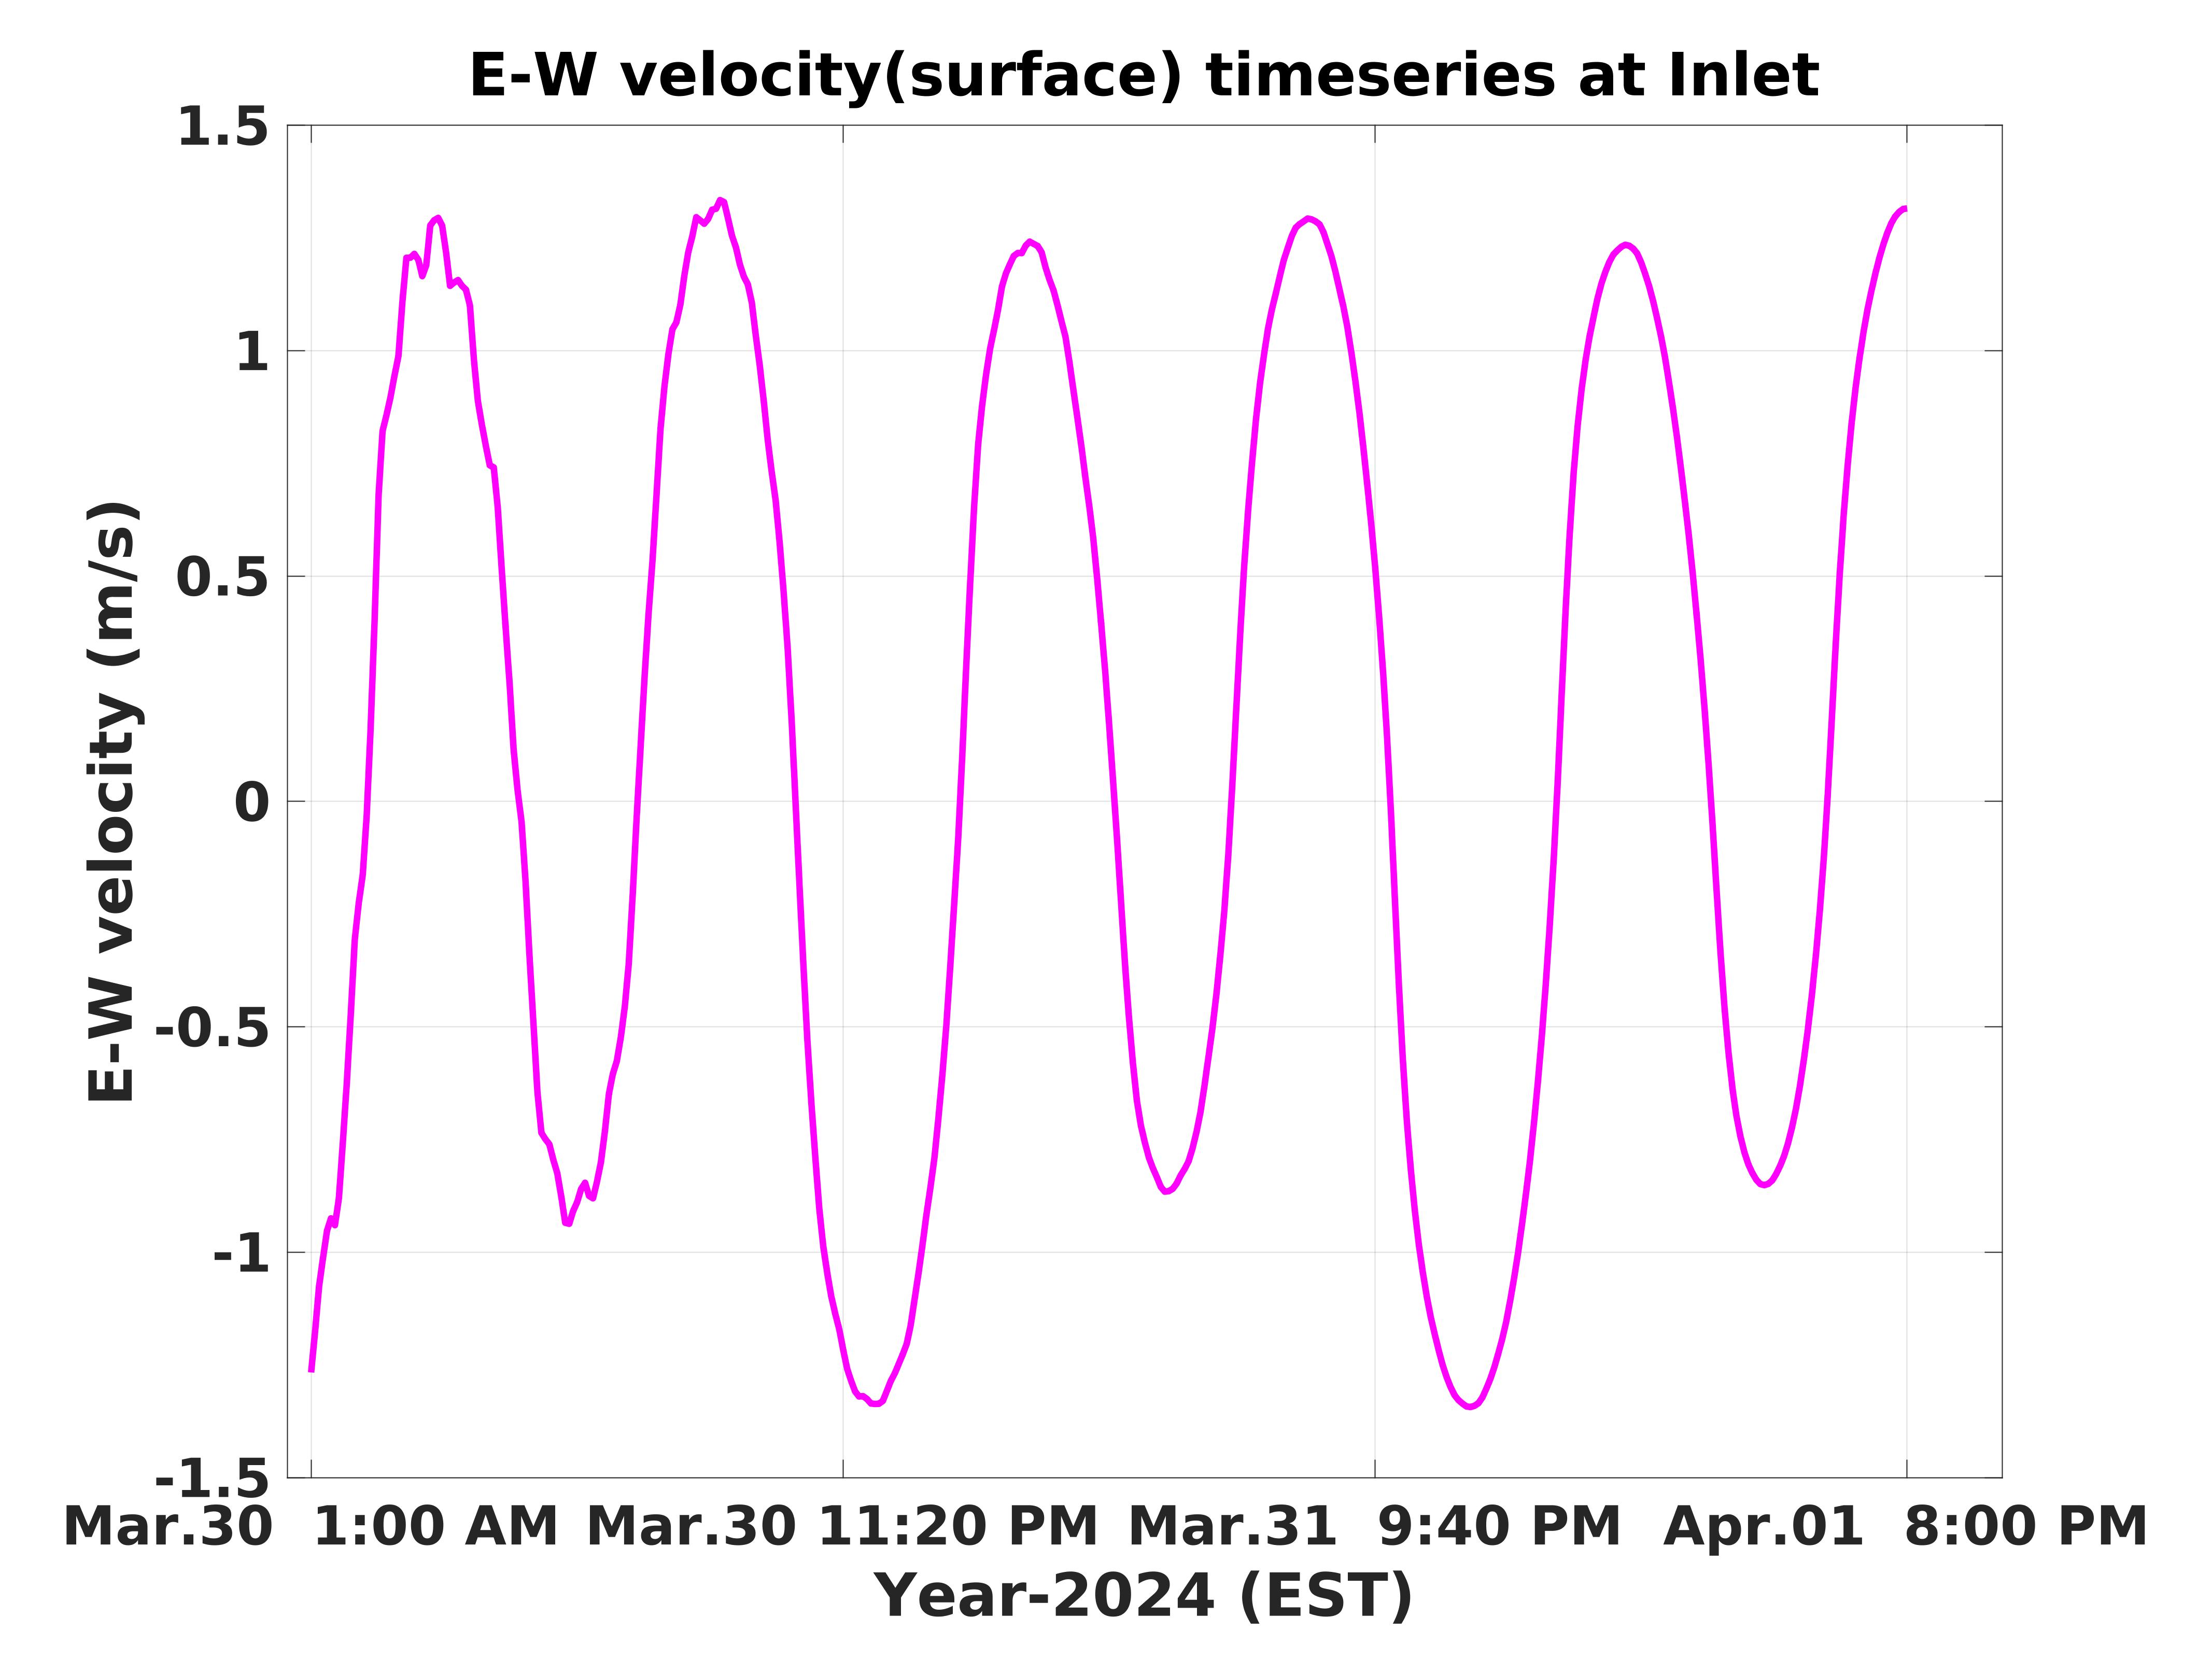 E-W velocity(surface) timeseries at Inlet
E-W velocity (m/s)
1.5
1
0.5
0
-0.5
-1
-1.5
Mar.30 1:00 AM Mar.30 11:20 PM Mar.31 9:40 PM Apr.01 8:00 PM
Year-2024 (EST)